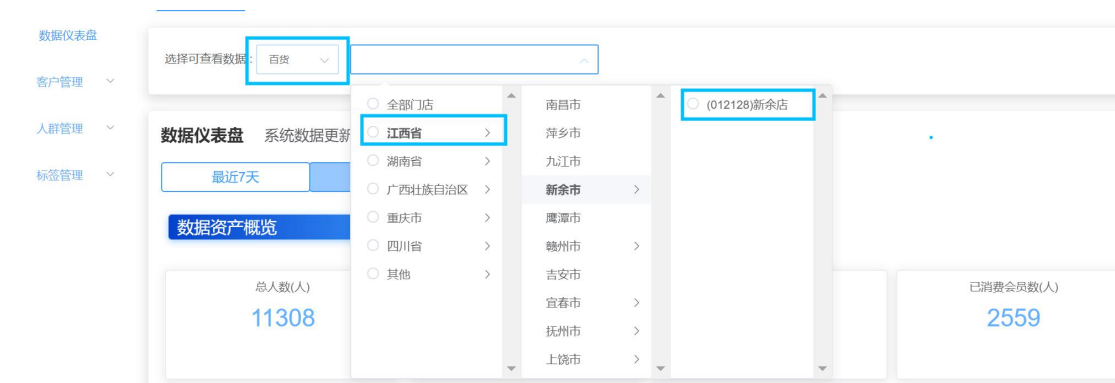 数据仪表盘
客户管理
人群管理
标签管理
选择可查看数据: 百货
全部门店
江西省
湖南省
广西壮族自治区
重庆市
四川省
其他
南昌市
萍乡市
九江市
新余市
鹰潭市
赣州市
吉安市
宜春市
抚州市
上饶市
(012128)新余店
数据仪表盘 系统数据更新
最近7天
数据资产概览
总人数(人)
11308
已消费会员数(人)
2559